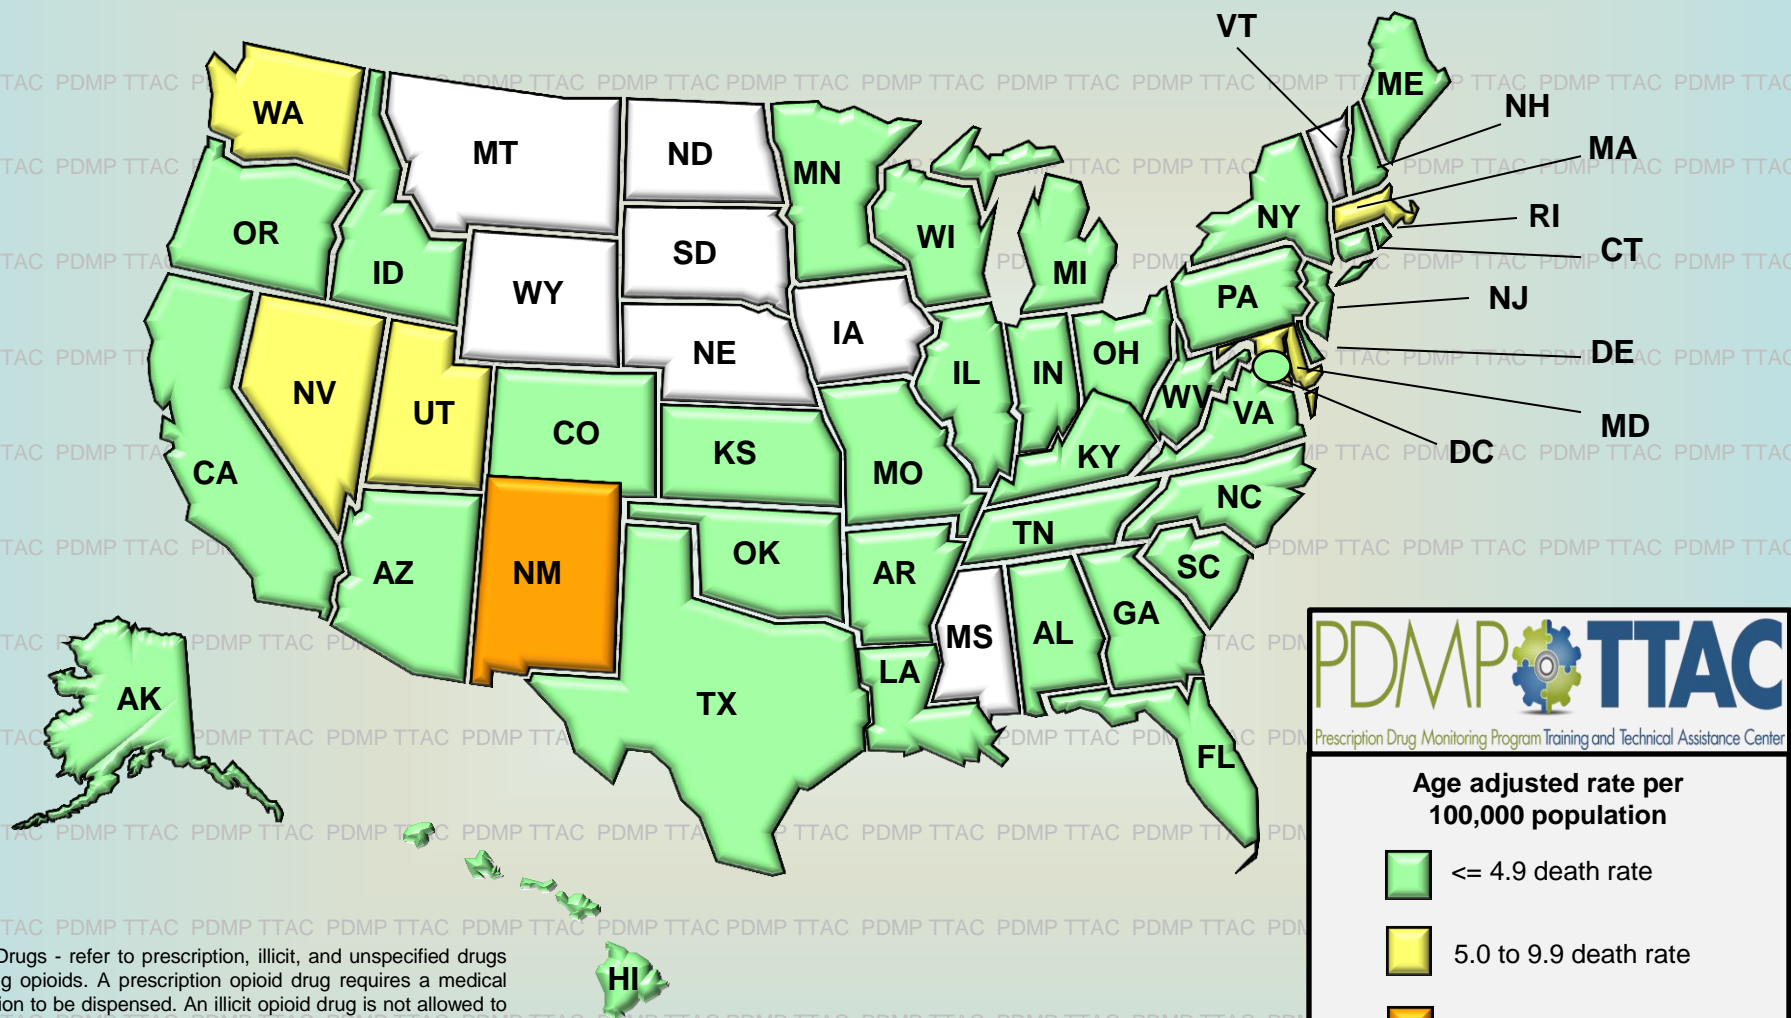 VT
ME
NH
WA
MT
ND
MN
MA
OR
ID
SD
WI
MI
NY
RI
CT
WY
PA
NJ
NE
IA
OH
DE
NV
UT
CO
KS
IL
IN
WV
VA
MD
CA
MO
KY
DC
NC
TN
AZ
NM
OK
AR
SC
MS
AL
GA
AK
TX
LA
FL
HI
PDMP TTAC
Prescription Drug Monitoring Program Training and Technical Assistance Center
Age adjusted rate per
100,000 population
<= 4.9 death rate
5.0 to 9.9 death rate
Drugs - refer to prescription, illicit, and unspecified drugs
g opioids. A prescription opioid drug requires a medical
ion to be dispensed. An illicit opioid drug is not allowed to